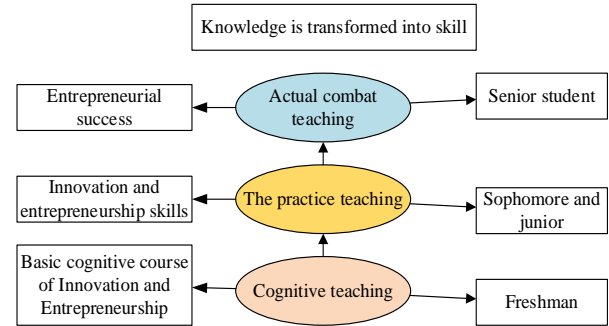 Knowledge is transformed into skill
Entrepreneurial
success
Actual combat
teaching
Senior student
Innovation and
entrepreneurship skills
The practice teaching
Sophomore and
junior
Basic cognitive course
of Innovation and
Entrepreneurship
Cognitive teaching
Freshman